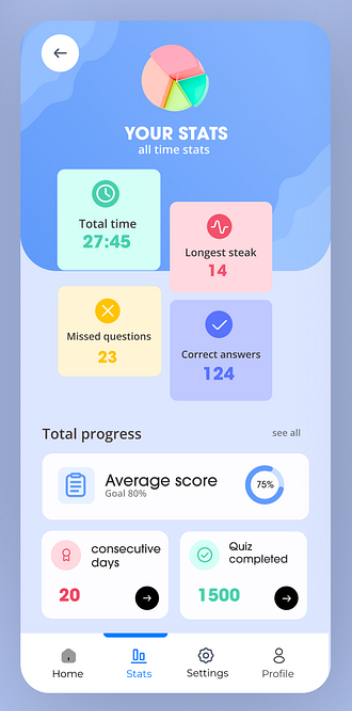 YOUR STATS
all time stats
Total time
27:45
Longest steak
14
Missed questions
23
Correct answers
124
Total progress
see all
Average score
Goal 80%
75%
consecutive
days
20
Quiz
completed
1500
Home
Stats
Settings
Profile